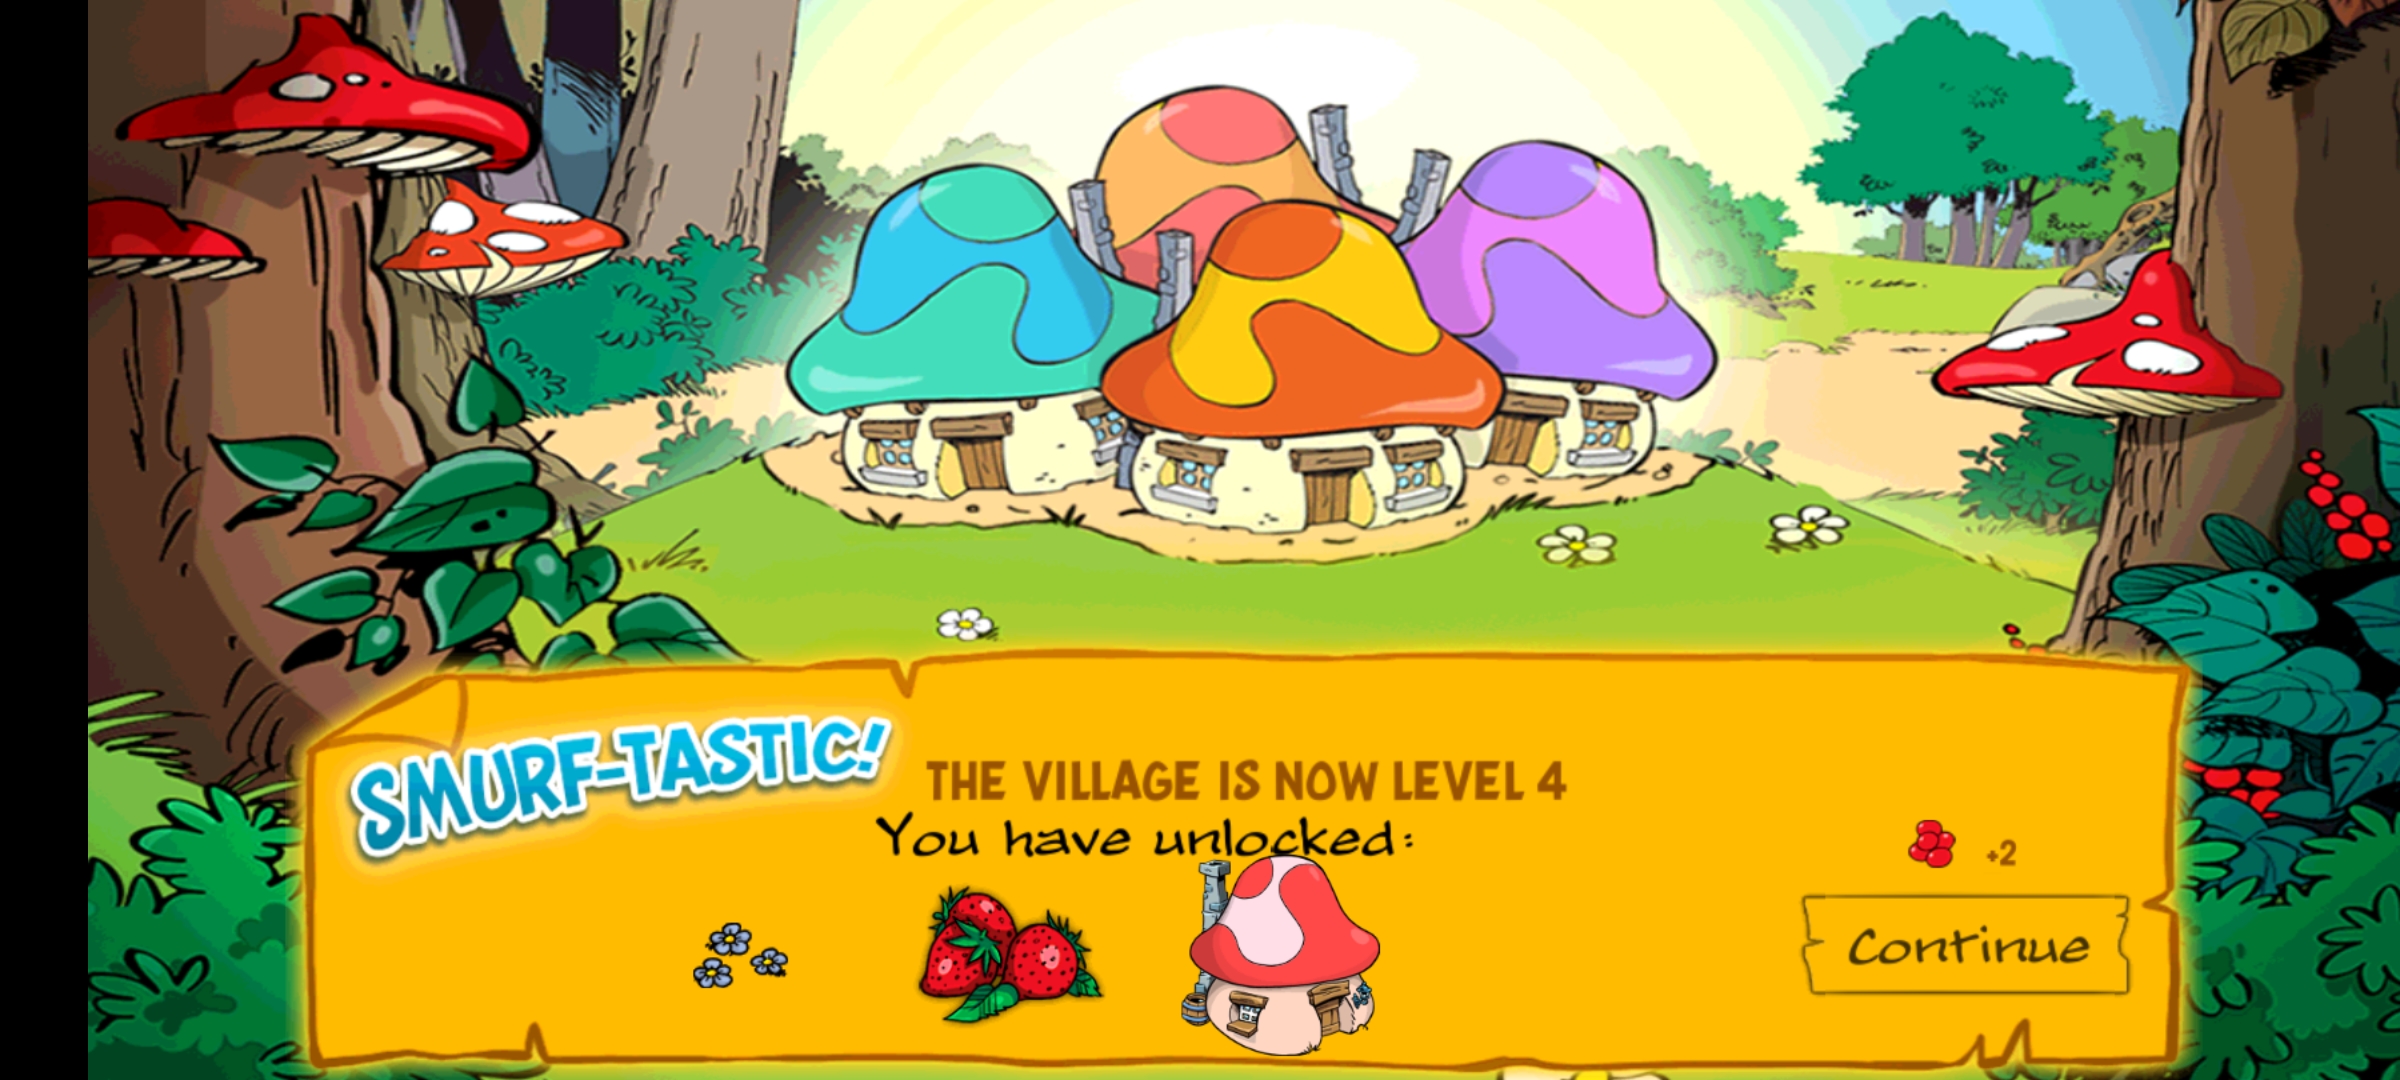 SMURF-TASTIC!
THE VILLAGE IS NOW LEVEL 4
You have unlocked:
+2
Continue